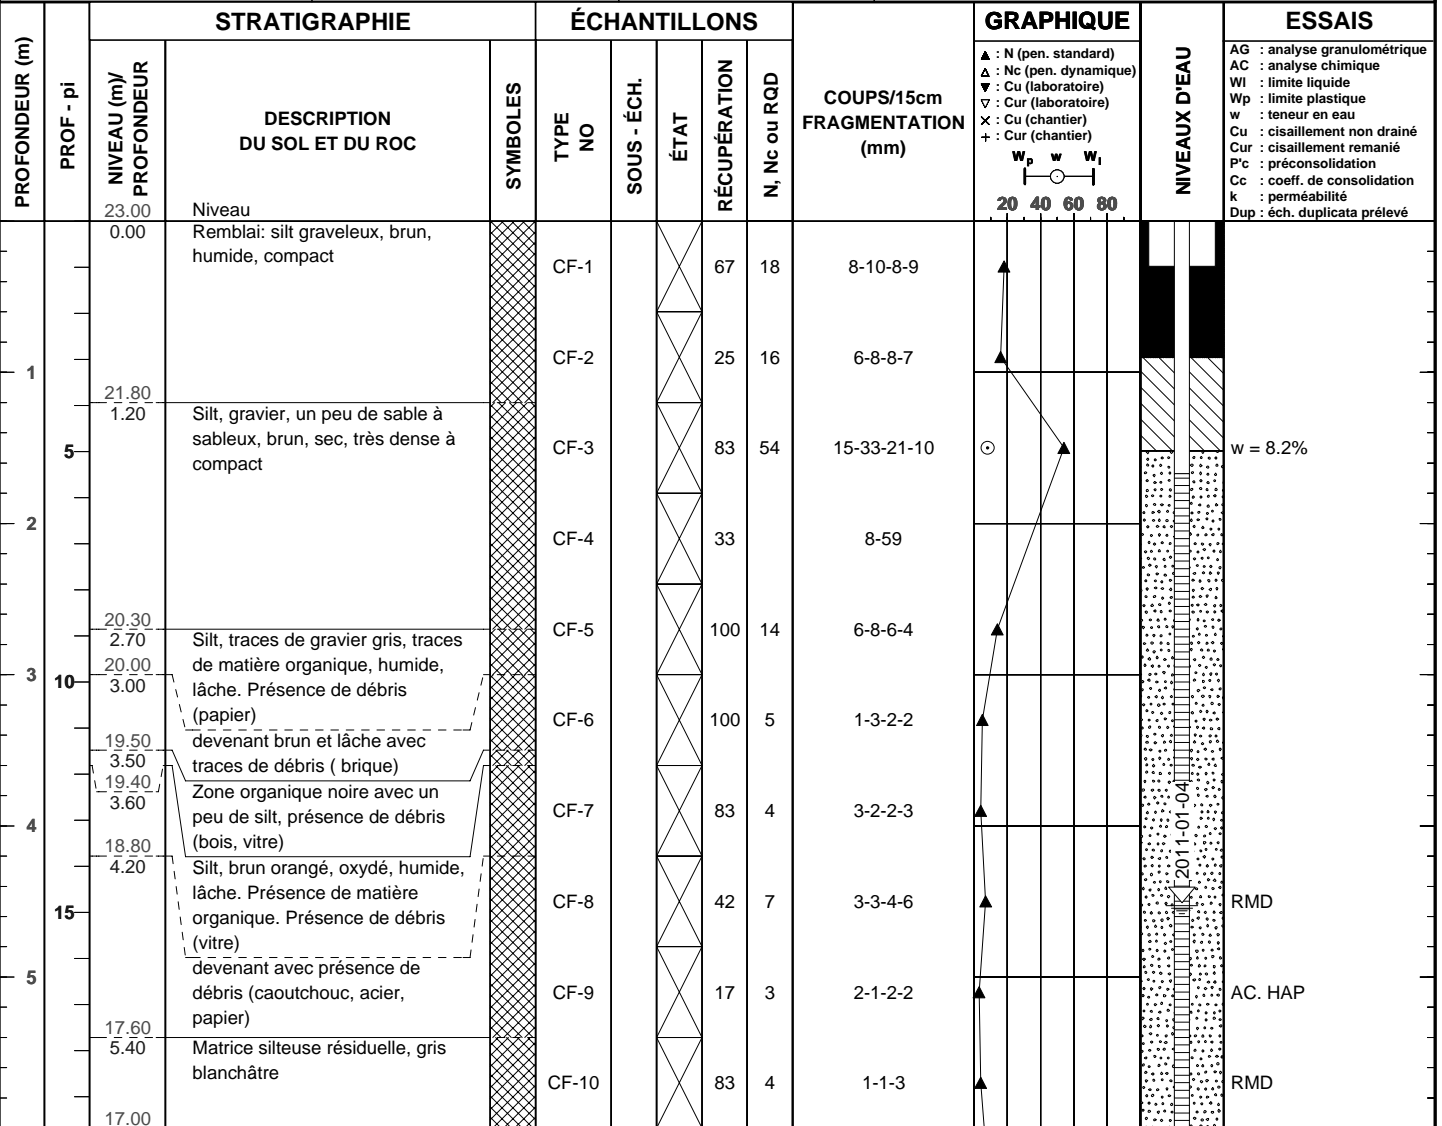 STRATIGRAPHIE
ÉCHANTILLONS
GRAPHIQUE
ESSAIS
PROFONDEUR (m)
PROF - pi
NIVEAU (m)/
PROFONDEUR
DESCRIPTION
DU SOL ET DU ROC
SYMBOLES
TYPE
NO
SOUS - ÉCH.
ÉTAT
RÉCUPÉRATION
N, Nc ou RQD
COUPS/15cm
FRAGMENTATION
(mm)
▲ : N (pen. standard)
△ : Nc (pen. dynamique)
▼ : Cu (laboratoire)
▽ : Cur (laboratoire)
× : Cu (chantier)
+ : Cur (chantier)
Wp w Wl
20 40 60 80
NIVEAUX D'EAU
AG : analyse granulométrique
AC : analyse chimique
Wl : limite liquide
Wp : limite plastique
w : teneur en eau
Cu : cisaillement non drainé
Cur : cisaillement remanié
P'c : préconsolidation
Cc : coeff. de consolidation
k : perméabilité
Dup : éch. duplicata prélevé
23.00 Niveau
0.00 Remblai: silt graveleux, brun,
humide, compact
CF-1 67 18 8-10-8-9
CF-2 25 16 6-8-8-7
1
21.80
1.20 Silt, gravier, un peu de sable à
sableux, brun, sec, très dense à
compact
5 CF-3 83 54 15-33-21-10 w = 8.2%
2
CF-4 33 8-59
20.30
2.70 Silt, traces de gravier gris, traces
de matière organique, humide,
lâche. Présence de débris
(papier)
CF-5 100 14 6-8-6-4
20.00
3 10 3.00
CF-6 100 5 1-3-2-2
19.50 devenant brun et lâche avec
3.50 traces de débris ( brique)
19.40 Zone organique noire avec un
3.60 peu de silt, présence de débris
(bois, vitre)
CF-7 83 4 3-2-2-3
4
2011-01-04
18.80
4.20 Silt, brun orangé, oxydé, humide,
lâche. Présence de matière
organique. Présence de débris
(vitre)
15 CF-8 42 7 3-3-4-6 RMD
devenant avec présence de
débris (caoutchouc, acier,
papier)
5 CF-9 17 3 2-1-2-2 AC. HAP
17.60
5.40 Matrice silteuse résiduelle, gris
blanchâtre
CF-10 83 4 1-1-3 RMD
17.00